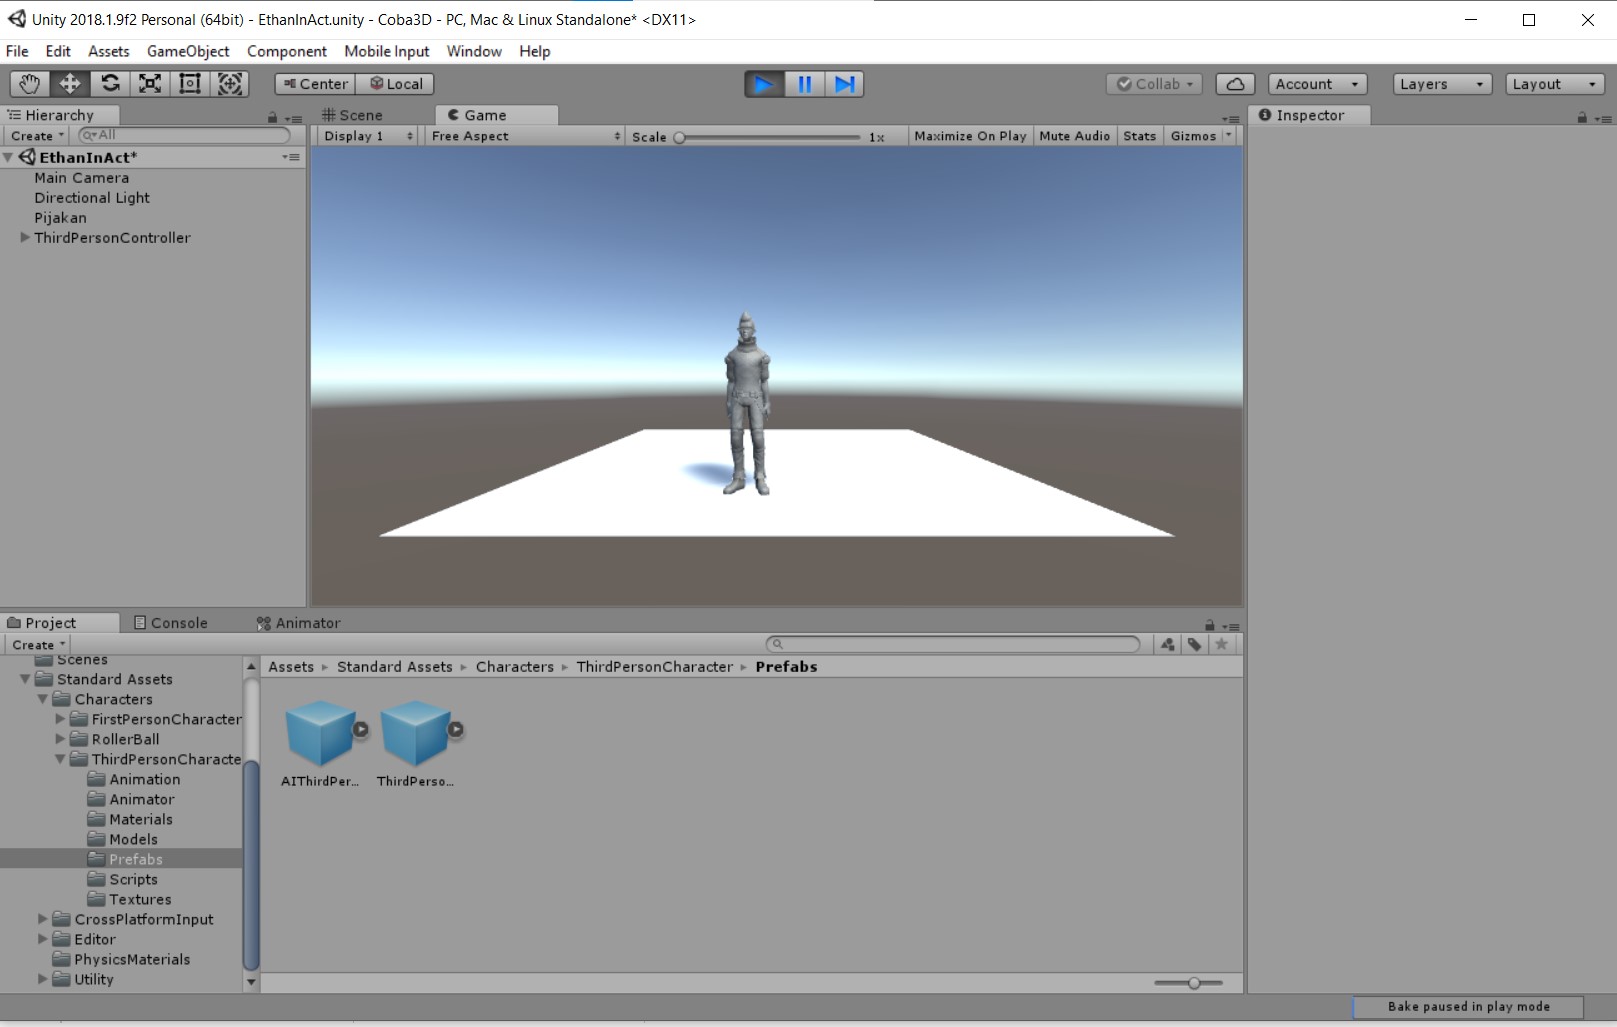 Unity 2018.1.9f2 Personal (64bit) - EthanInAct.unity - Coba3D - PC, Mac & Linux Standalone* <DX11>
File Edit Assets GameObject Component Mobile Input Window Help
Center Local Collab Account Layers Layout
Hierarchy
Create All
EthanInAct*
Main Camera
Directional Light
Pijakan
ThirdPersonController
Scene Game
Display 1 Free Aspect Scale 1x Maximize On Play Mute Audio Stats Gizmos
Inspector
Project Console Animator
Create
Scenes
Standard Assets
Characters
FirstPersonCharacter
RollerBall
ThirdPersonCharacte
Animation
Animator
Materials
Models
Prefabs
Scripts
Textures
CrossPlatformInput
Editor
PhysicsMaterials
Utility
Assets Standard Assets Characters ThirdPersonCharacter Prefabs
AIThirdPer... ThirdPerso...
Bake paused in play mode